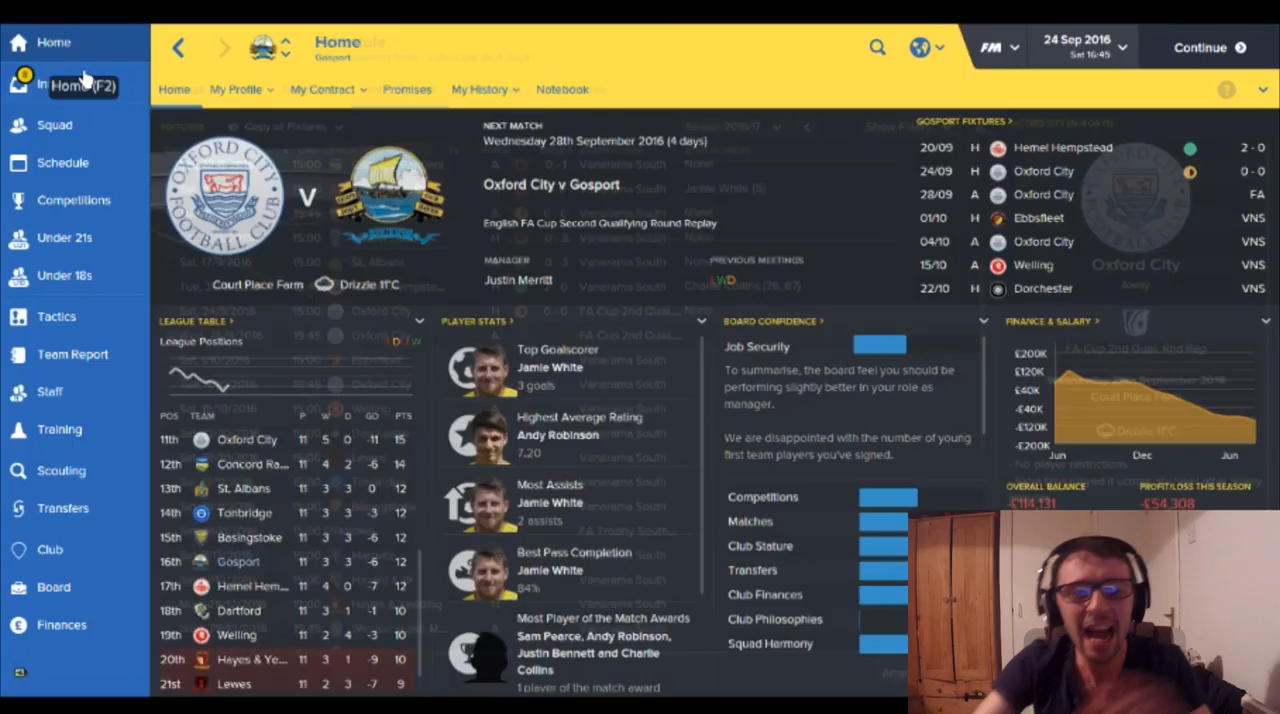 Home
In
Home (F2)
Squad
Schedule
Competitions
Under 21s
Under 18s
Tactics
Team Report
Staff
Training
Scouting
Transfers
Club
Board
Finances
Home
Gosport
FM
24 Sep 2016
Sat 16:45
Continue
Home
My Profile
My Contract
Promises
My History
Notebook
OXFORD CITY
FOOTBALL CLUB
V
NEXT MATCH
Wednesday 28th September 2016 (4 days)
Oxford City v Gosport
English FA Cup Second Qualifying Round Replay
MANAGER
Justin Merritt
PREVIOUS MEETINGS
LWD
Court Place Farm
Drizzle 11°C
GOSPORT FIXTURES >
20/09 H Hemel Hempstead 2 - 0
24/09 H Oxford City 0 - 0
28/09 A Oxford City FA
01/10 H Ebbsfleet VNS
04/10 A Oxford City VNS
15/10 A Welling VNS
22/10 H Dorchester VNS
Oxford City
Away
LEAGUE TABLE >
League Positions
POS TEAM P W D GD PTS
11th Oxford City 11 5 0 -11 15
12th Concord Ra... 11 4 2 -6 14
13th St. Albans 11 3 3 0 12
14th Tonbridge 11 3 3 -3 12
15th Basingstoke 11 3 3 -6 12
16th Gosport 11 3 3 -6 12
17th Hemel Hem... 11 4 0 -7 12
18th Dartford 11 3 1 -1 10
19th Welling 11 2 4 -3 10
20th Hayes & Ye... 11 3 1 -9 10
21st Lewes 11 2 3 -7 9
PLAYER STATS >
Top Goalscorer
Jamie White
3 goals
Highest Average Rating
Andy Robinson
7.20
Most Assists
Jamie White
2 assists
Best Pass Completion
Jamie White
84%
Most Player of the Match Awards
Sam Pearce, Andy Robinson,
Justin Bennett and Charlie
Collins
1 player of the match award
BOARD CONFIDENCE >
Job Security
To summarise, the board feel you should be
performing slightly better in your role as
manager.
We are disappointed with the number of young
first team players you've signed.
Competitions
Matches
Club Stature
Transfers
Club Finances
Club Philosophies
Squad Harmony
FINANCE & SALARY >
£200K
£120K
£40K
-£40K
-£120K
-£200K
Jun Dec Jun
OVERALL BALANCE
-£114,131
PROFIT/LOSS THIS SEASON
-£54,308